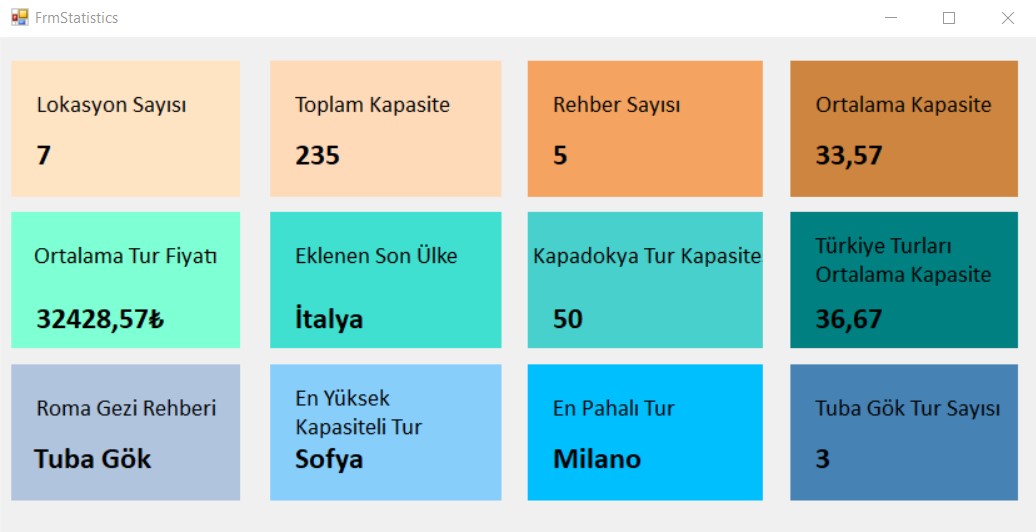 FrmStatistics
Lokasyon Sayısı
7
Toplam Kapasite
235
Rehber Sayısı
5
Ortalama Kapasite
33,57
Ortalama Tur Fiyatı
32428,57₺
Eklenen Son Ülke
İtalya
Kapadokya Tur Kapasite
50
Türkiye Turları
Ortalama Kapasite
36,67
Roma Gezi Rehberi
Tuba Gök
En Yüksek
Kapasiteli Tur
Sofya
En Pahalı Tur
Milano
Tuba Gök Tur Sayısı
3